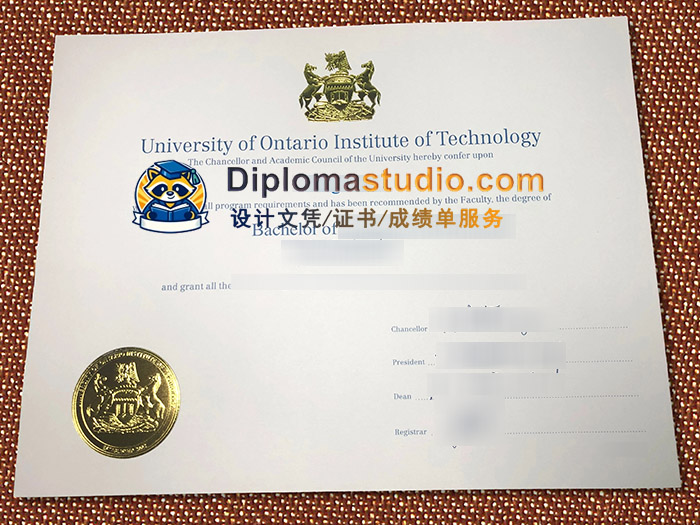 University of Ontario Institute of Technology
The Chancellor and Academic Council of the University hereby confer upon
Diplomastudio.com
all program requirements and has been recommended by the Faculty, the degree of
设计文凭/证书/成绩单服务
Bachelor of
and grant all the
Chancellor
President
Dean
Registrar